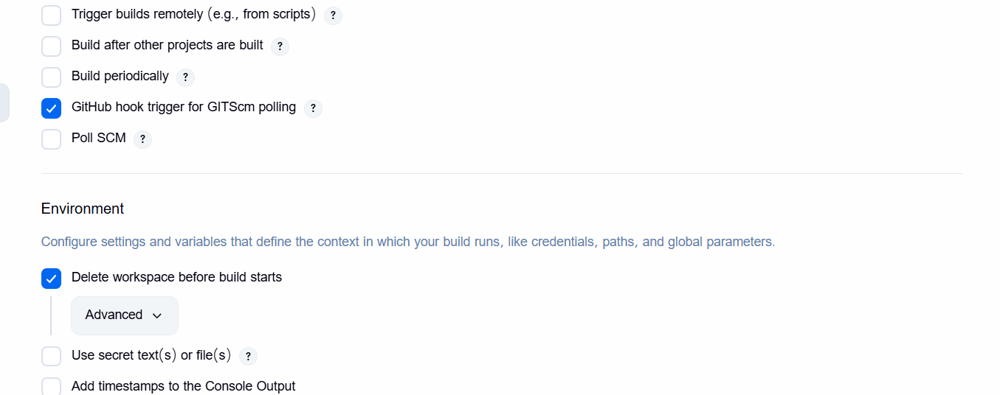 Trigger builds remotely (e.g., from scripts) ?
Build after other projects are built ?
Build periodically ?
GitHub hook trigger for GITScm polling ?
Poll SCM ?
Environment
Configure settings and variables that define the context in which your build runs, like credentials, paths, and global parameters.
Delete workspace before build starts
Advanced
Use secret text(s) or file(s) ?
Add timestamps to the Console Output